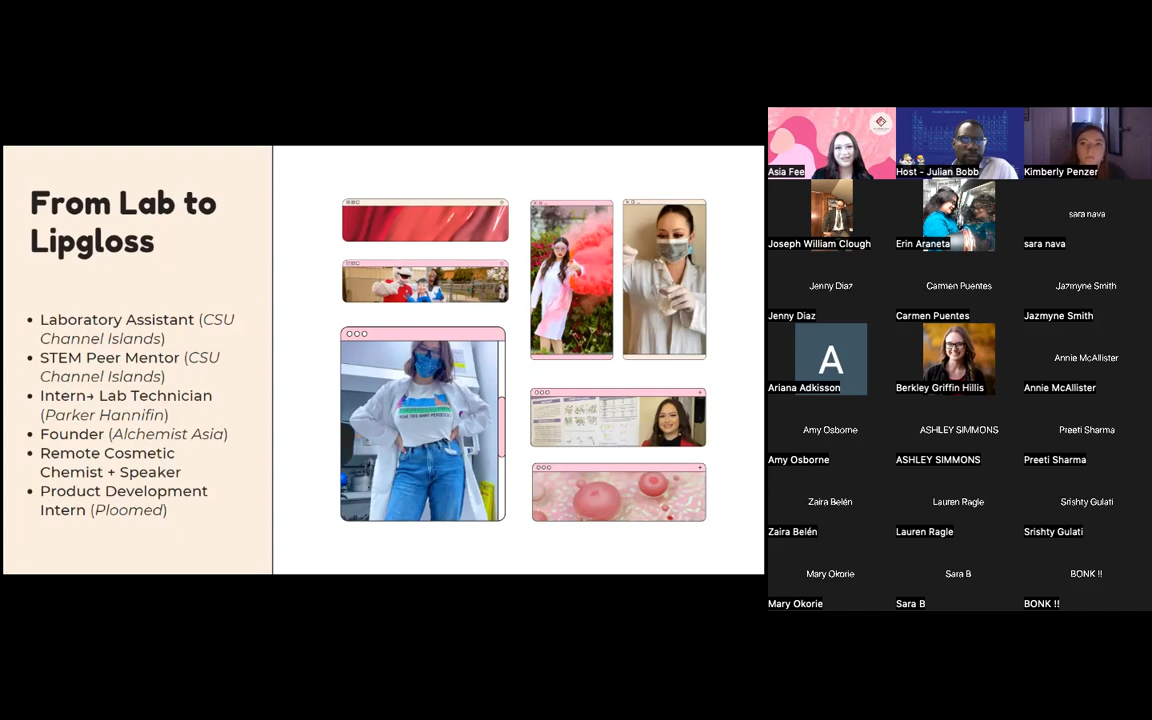 From Lab to
Lipgloss
• Laboratory Assistant (CSU
Channel Islands)
• STEM Peer Mentor (CSU
Channel Islands)
• Intern→ Lab Technician
(Parker Hannifin)
• Founder (Alchemist Asia)
• Remote Cosmetic
Chemist + Speaker
• Product Development
Intern (Ploomed)
Asia Fee
Host - Julian Bobb
Kimberly Penzer
Joseph William Clough
Erin Araneta
sara nava
sara nava
Jenny Diaz
Jenny Diaz
Carmen Puentes
Carmen Puentes
Jazmyne Smith
Jazmyne Smith
A
Ariana Adkisson
Berkley Griffin Hillis
Annie McAllister
Annie McAllister
Amy Osborne
Amy Osborne
ASHLEY SIMMONS
ASHLEY SIMMONS
Preeti Sharma
Preeti Sharma
Zaira Belén
Zaira Belén
Lauren Ragle
Lauren Ragle
Srishty Gulati
Srishty Gulati
Mary Okorie
Mary Okorie
Sara B
Sara B
BONK !!
BONK !!